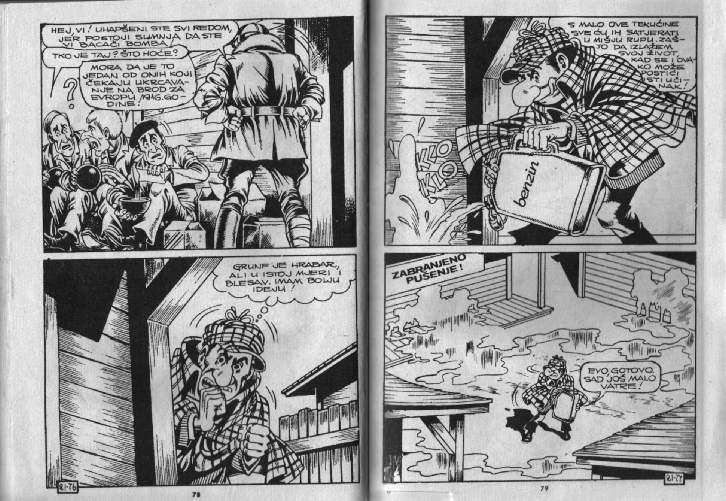 HEJ, VI! UHAPŠENI STE SVI REDOM,
JER POSTOJI SUMNJA DA STE
VI BACAČI BOMBA!
TKO JE TAJ? ŠTO HOĆE?
MORA DA JE TO
JEDAN OD ONIH KOJI
ČEKAJU UKRCAVA-
NJE NA BROD ZA
EVROPU 1916. GO-
DINE!
?
GRUNF JE HRABAR,
ALI U ISTOJ MJERI I
BLESAV. IMAM BOLJU
IDEJU!
21-76
78
S MALO OVE TEKUĆINE
SVE ĆU IH SATJERATI
U MIŠJU RUPU. ZAŠ-
TO DA IZLAŽEM
SVOJ ŽIVOT,
KAD SE I OVA-
KO MOŽE
POSTIĆI
ISTI UČI-
NAK!
KLO
KLO
benzin
ZABRANJENO
PUŠENJE!
EVO, GOTOVO.
SAD JOŠ MALO
VATRE!
79